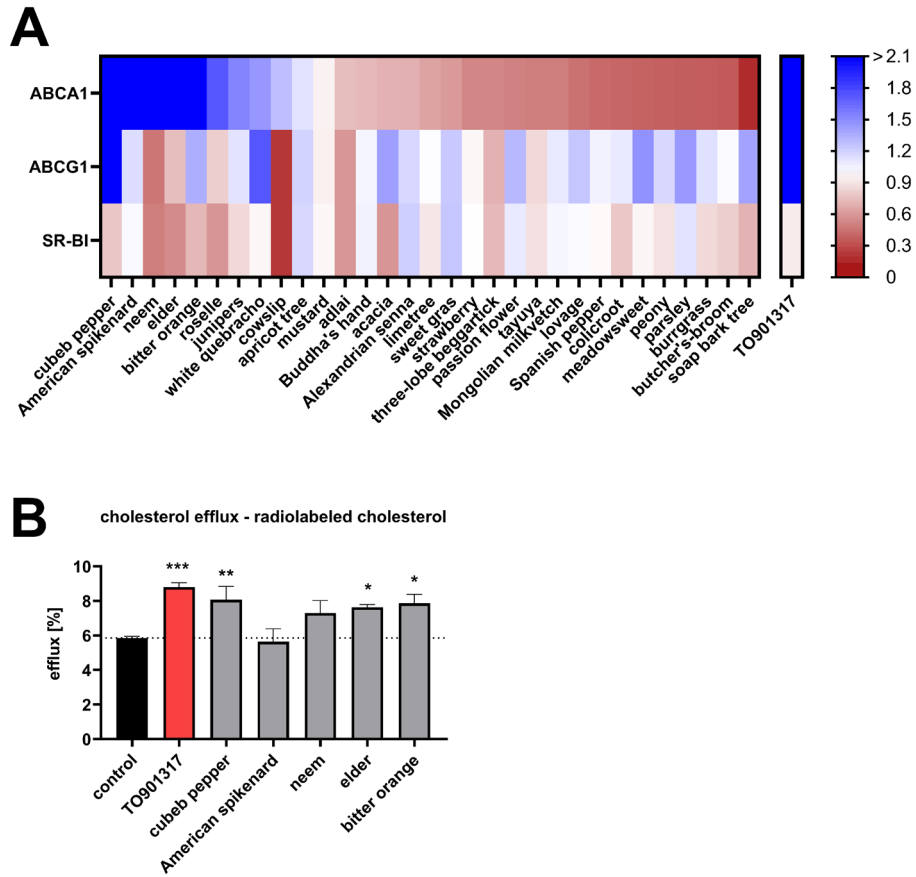 A
ABCA1
ABCG1
SR-BI
cubeb pepper
American spikenard
neem
elder
bitter orange
roselle
junipers
white quebracho
cowslip
apricot tree
mustard
adlai
Buddha's hand
acacia
Alexandrian senna
limetree
sweet gras
strawberry
three-lobe beggartick
passion flower
tayuya
Mongolian milkvetch
lovage
Spanish pepper
colicroot
meadowsweet
peony
parsley
burrgrass
butcher's-broom
soap bark tree
TO901317
> 2.1
1.8
1.5
1.2
0.9
0.6
0.3
0
B
cholesterol efflux - radiolabeled cholesterol
efflux [%]
10
8
6
4
2
0
***
**
*
*
control
TO901317
cubeb pepper
American spikenard
neem
elder
bitter orange